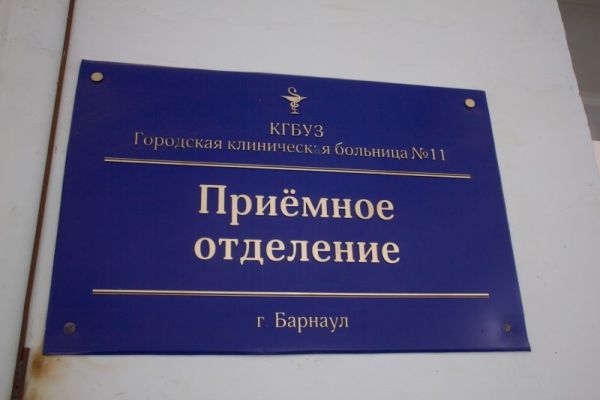 КГБУЗ
Городская клиническая больница №11
Приёмное
отделение
г. Барнаул